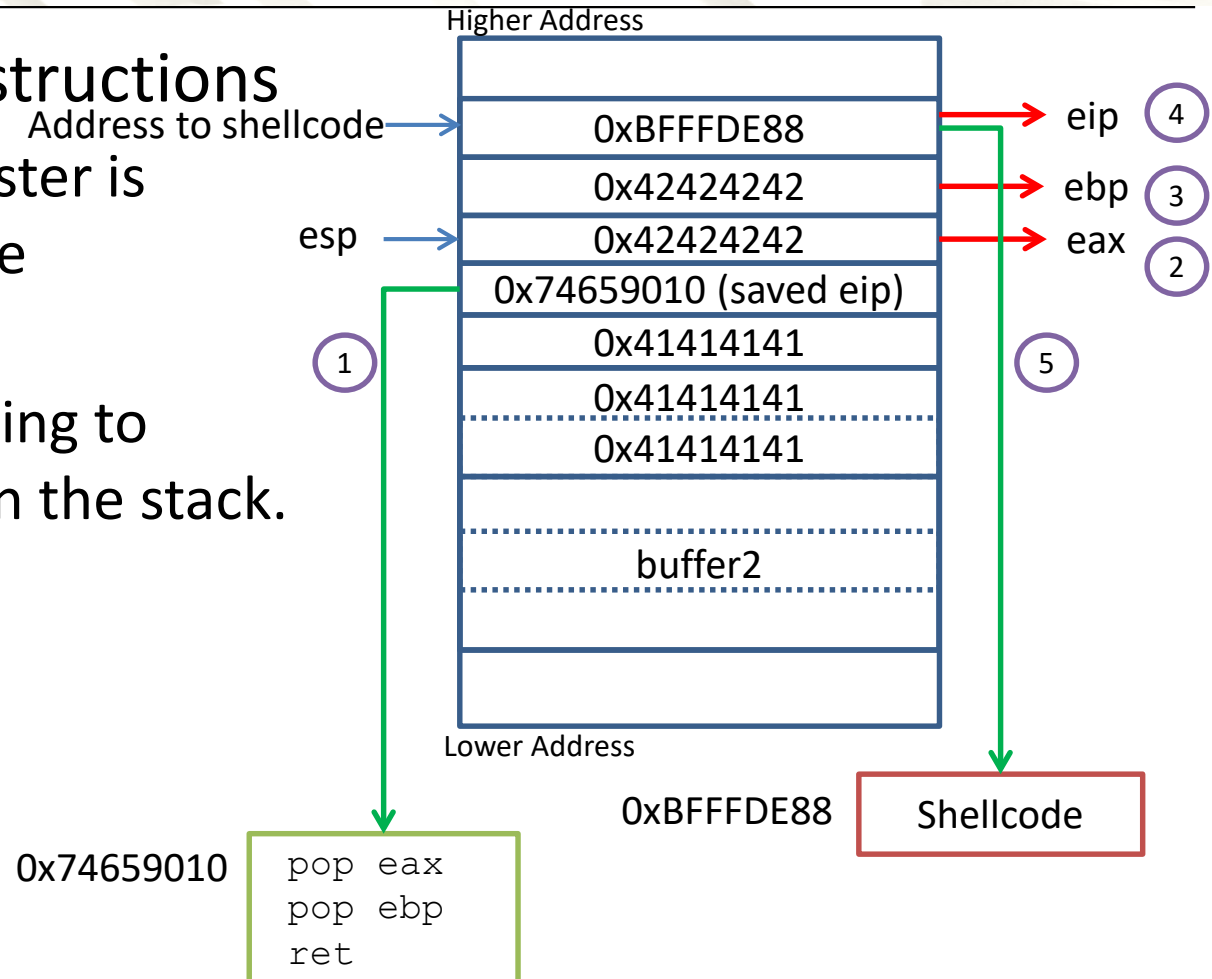 Higher Address
structions
Address to shellcode
ster is
e
ing to
n the stack.
esp
0xBFFFDE88
0x42424242
0x42424242
0x74659010 (saved eip)
0x41414141
0x41414141
0x41414141
buffer2
eip 4
ebp 3
eax 2
1
5
Lower Address
0xBFFFDE88
Shellcode
0x74659010
pop eax
pop ebp
ret